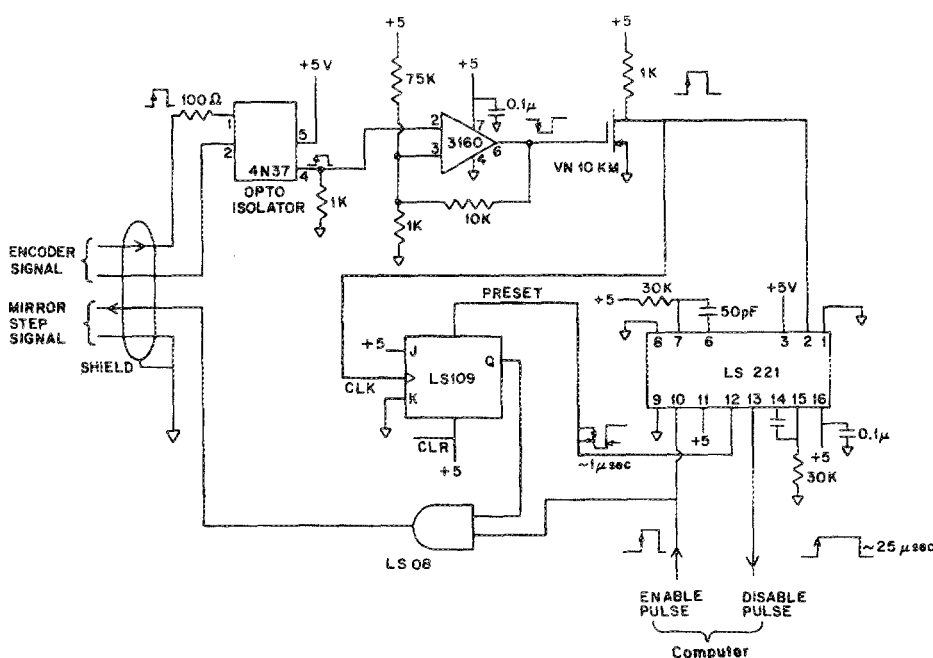 +5
+5
75K
+5
0.1μ
+5V
100Ω
1
2
5
4
4N37
OPTO
ISOLATOR
1K
2
3
3160
7
4
6
10K
1K
1K
VN 10 KM
ENCODER
SIGNAL
MIRROR
STEP
SIGNAL
SHIELD
PRESET
+5
J
Q
LS109
CLK
K
CLR
+5
~1μsec
30K
+5
50pF
+5V
8 7 6 3 2 1
LS 221
9 10 11 12 13 14 15 16
+5
+5
0.1μ
30K
LS 08
~25 μsec
ENABLE
PULSE
DISABLE
PULSE
Computer